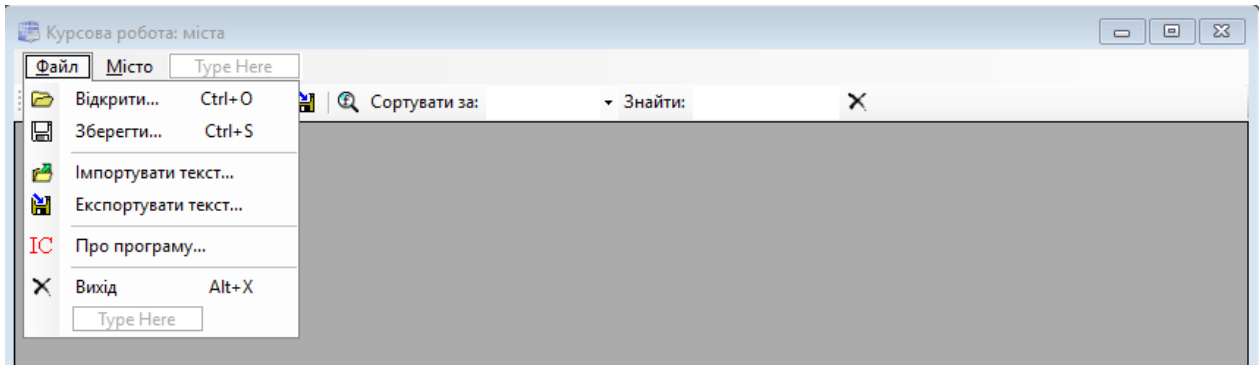 Курсова робота: міста
Файл Місто Type Here
Сортувати за: Знайти:
Відкрити... Ctrl+O
Зберегти... Ctrl+S
Імпортувати текст...
Експортувати текст...
ІС Про програму...
Вихід Alt+X
Type Here